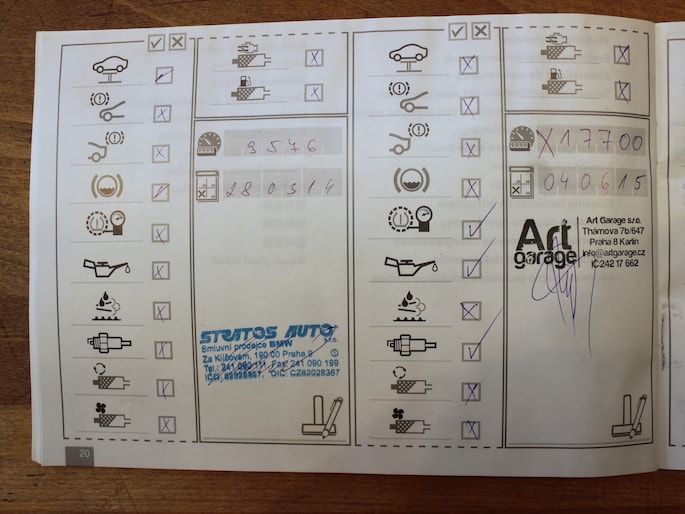 9576
280314
STRATOS AUTO
s.r.o.
Smluvní prodejce BMW
Za Klíčovem, 190 00 Praha 9 ①
Tel.: 241 090 111, Fax: 241 090 199
DIČ: CZ62028367
X17700
040615
Art garage
Art Garage s.r.o.
Thámova 7b/647
Praha 8 Karlín
info@artgarage.cz
IČ 242 17 662
20